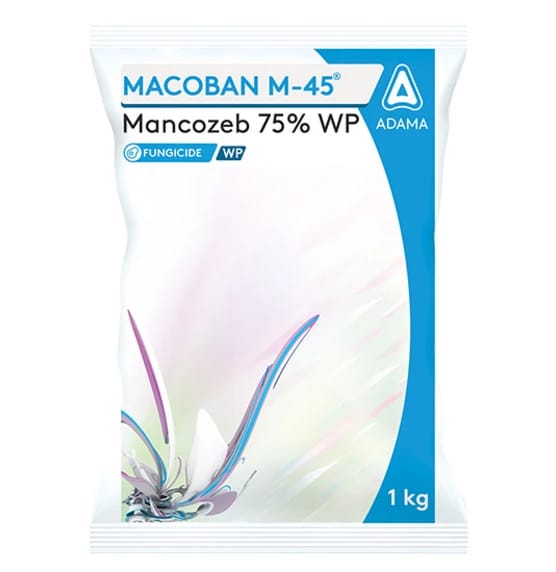 MACOBAN M-45®
Mancozeb 75% WP
ADAMA
FUNGICIDE WP
1 kg